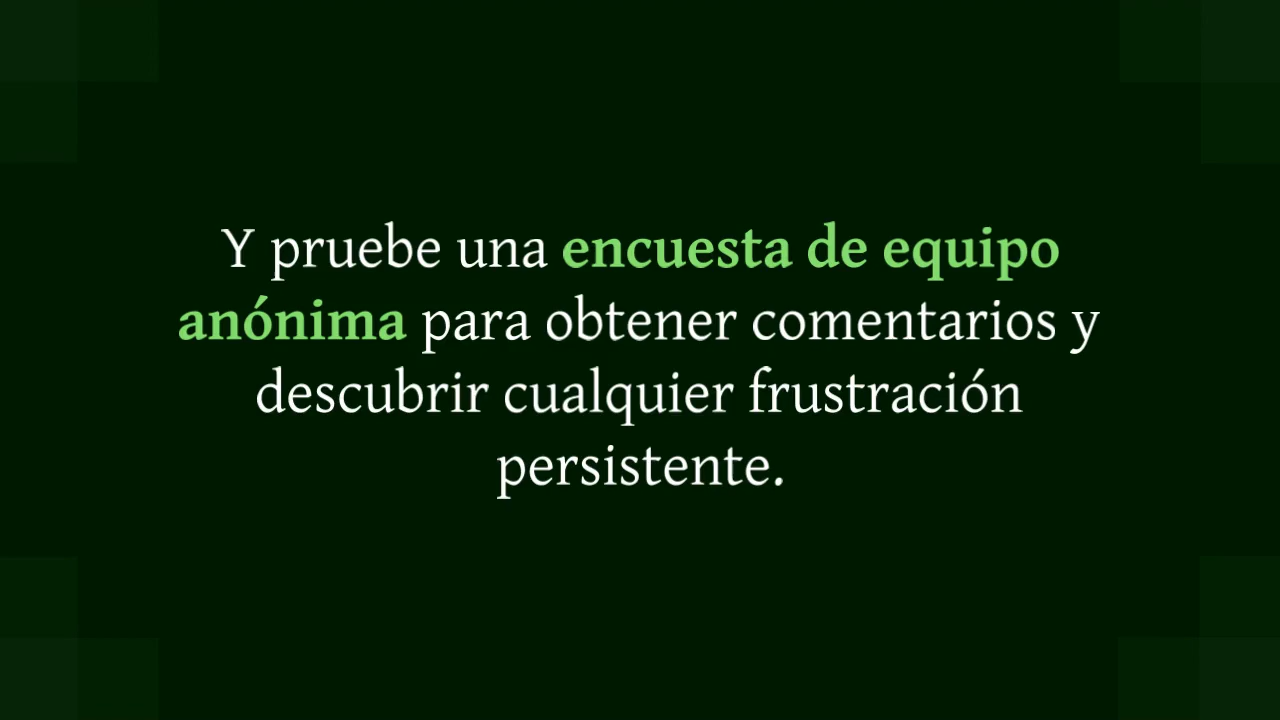 Y pruebe una encuesta de equipo
anónima para obtener comentarios y
descubrir cualquier frustración
persistente.